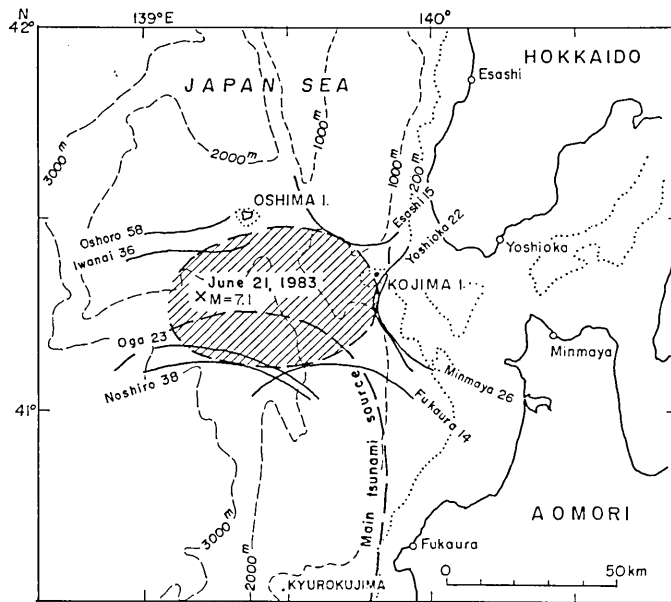 N
42°
139°E
140°
HOKKAIDO
Esashi
JAPAN SEA
3000m
2000m
1000m
1000m
200m
OSHIMA I.
Oshoro 58
Iwanai 36
Esashi 15
Yoshioka 22
Yoshioka
June 21, 1983
×M=7.1
KOJIMA I.
Oga 23
Noshiro 38
Minmaya
Minmaya 26
Fukaura 14
41°
Main tsunami source
AOMORI
3000m
2000m
Fukaura
KYUROKUJIMA
0 50km